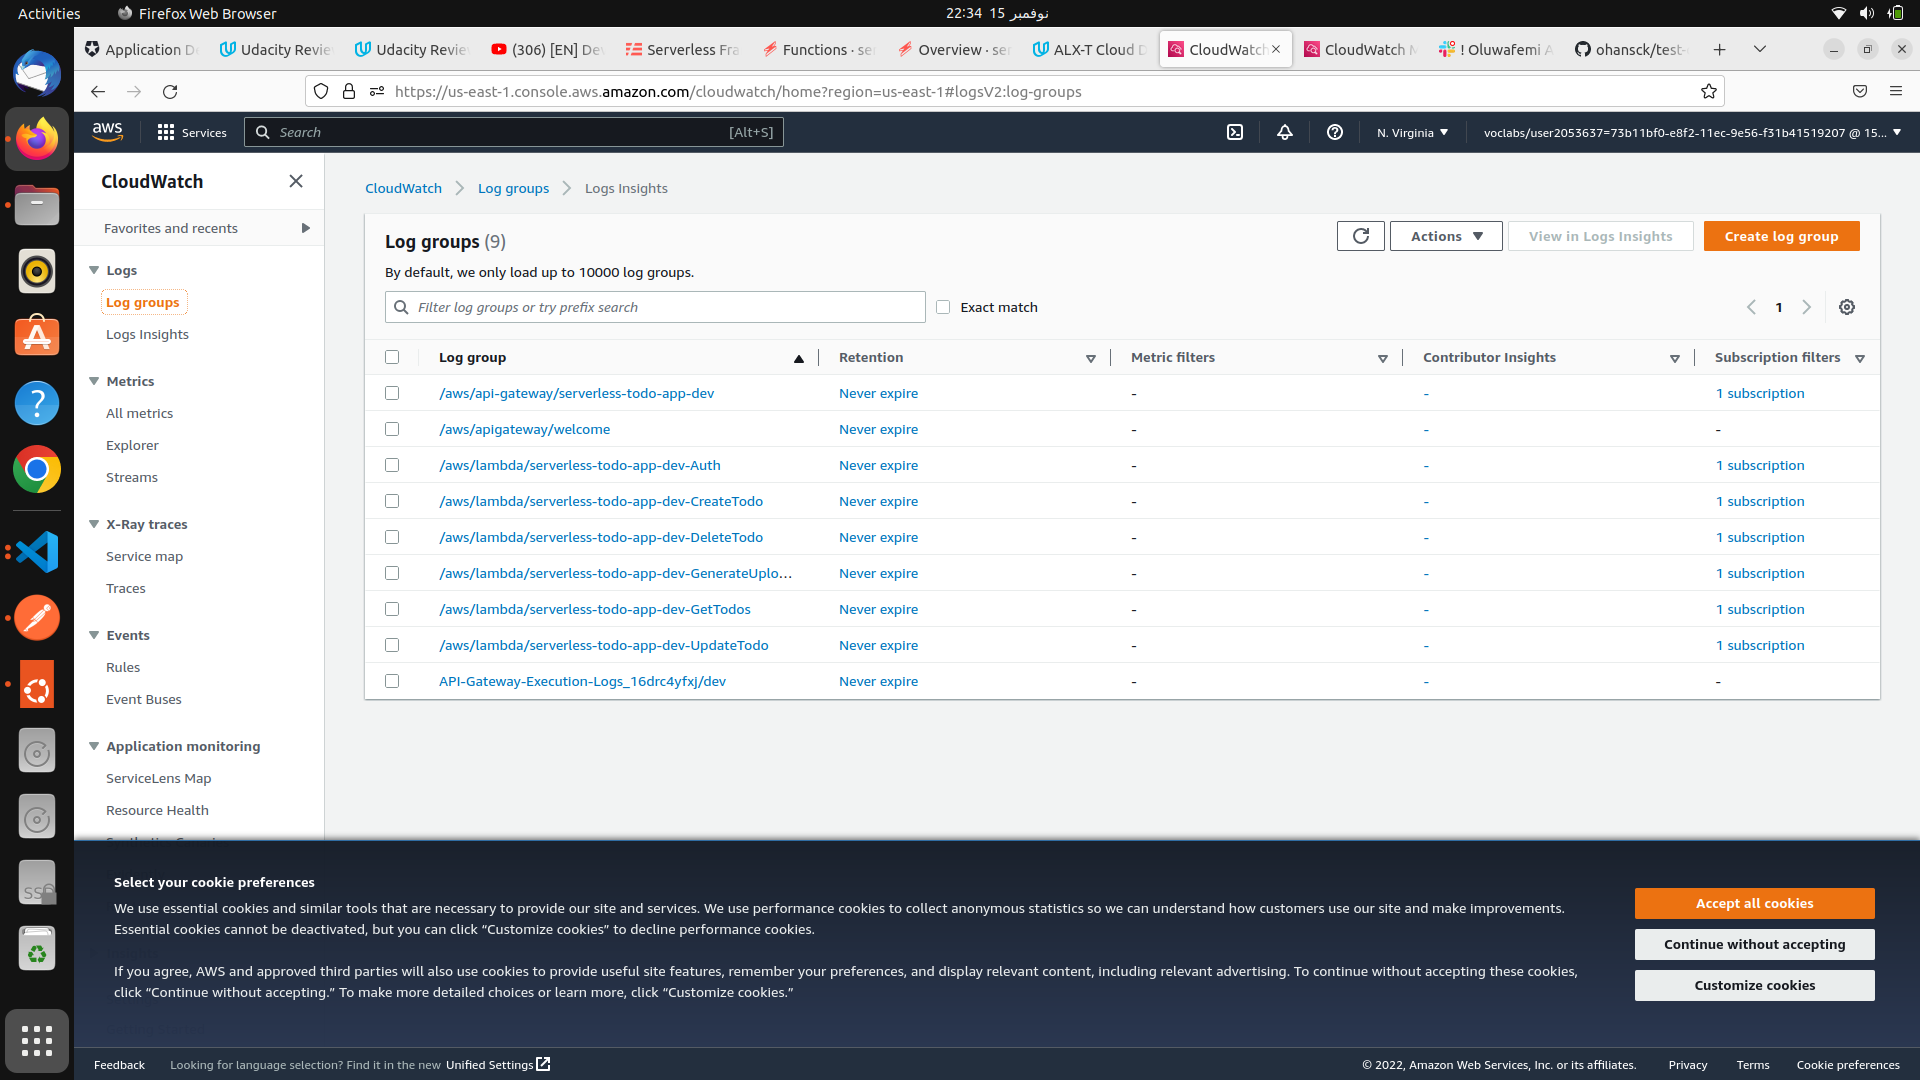 Activities
Firefox Web Browser
22:34 15 نوفمبر
Application De
Udacity Revie
Udacity Revie
(306) [EN] Dev
Serverless Fra
Functions · ser
Overview · ser
ALX-T Cloud D
CloudWatch
CloudWatch M
! Oluwafemi A
ohansck/test-
https://us-east-1.console.aws.amazon.com/cloudwatch/home?region=us-east-1#logsV2:log-groups
aws
Services
Search
[Alt+S]
N. Virginia
voclabs/user2053637=73b11bf0-e8f2-11ec-9e56-f31b41519207 @ 15...
CloudWatch
Favorites and recents
Logs
Log groups
Logs Insights
Metrics
All metrics
Explorer
Streams
X-Ray traces
Service map
Traces
Events
Rules
Event Buses
Application monitoring
ServiceLens Map
Resource Health
CloudWatch
Log groups
Logs Insights
Log groups (9)
Actions
View in Logs Insights
Create log group
By default, we only load up to 10000 log groups.
Filter log groups or try prefix search
Exact match
1
Log group Retention Metric filters Contributor Insights Subscription filters
/aws/api-gateway/serverless-todo-app-dev Never expire - - 1 subscription
/aws/apigateway/welcome Never expire - - -
/aws/lambda/serverless-todo-app-dev-Auth Never expire - - 1 subscription
/aws/lambda/serverless-todo-app-dev-CreateTodo Never expire - - 1 subscription
/aws/lambda/serverless-todo-app-dev-DeleteTodo Never expire - - 1 subscription
/aws/lambda/serverless-todo-app-dev-GenerateUplo... Never expire - - 1 subscription
/aws/lambda/serverless-todo-app-dev-GetTodos Never expire - - 1 subscription
/aws/lambda/serverless-todo-app-dev-UpdateTodo Never expire - - 1 subscription
API-Gateway-Execution-Logs_16drc4yfxj/dev Never expire - - -
Select your cookie preferences
We use essential cookies and similar tools that are necessary to provide our site and services. We use performance cookies to collect anonymous statistics so we can understand how customers use our site and make improvements.
Essential cookies cannot be deactivated, but you can click “Customize cookies” to decline performance cookies.
If you agree, AWS and approved third parties will also use cookies to provide useful site features, remember your preferences, and display relevant content, including relevant advertising. To continue without accepting these cookies,
click “Continue without accepting.” To make more detailed choices or learn more, click “Customize cookies.”
Accept all cookies
Continue without accepting
Customize cookies
SSD
Feedback
Looking for language selection? Find it in the new Unified Settings
© 2022, Amazon Web Services, Inc. or its affiliates.
Privacy
Terms
Cookie preferences